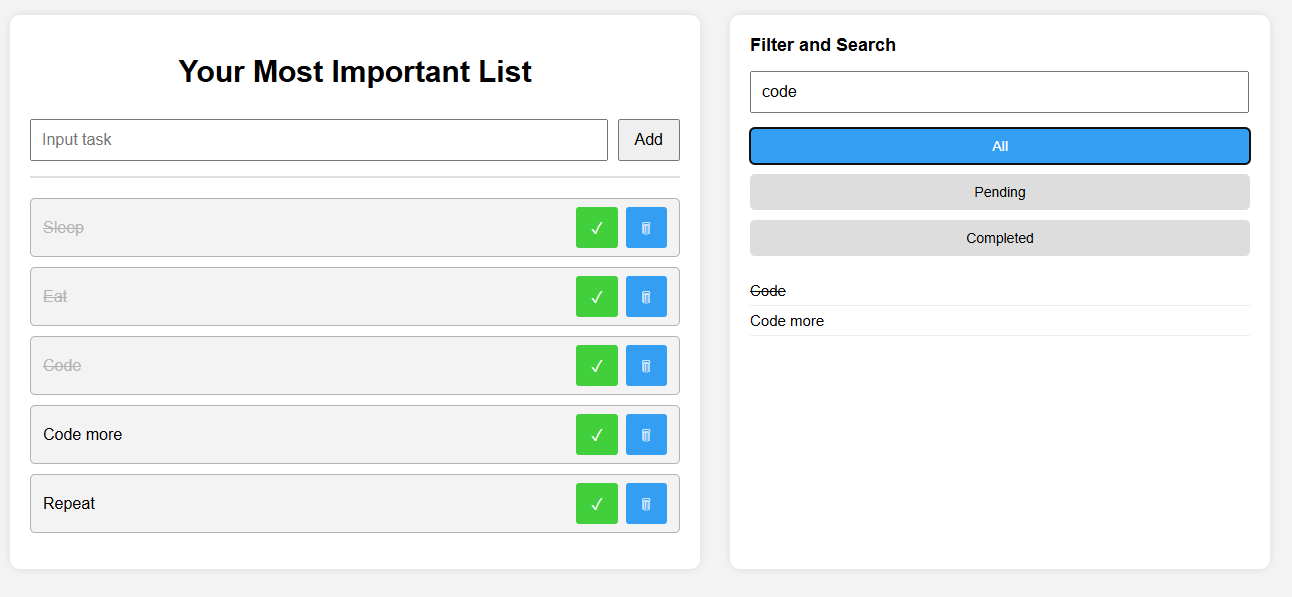 Your Most Important List
Input task
Add
Sleep
Eat
Code
Code more
Repeat
Filter and Search
code
All
Pending
Completed
Code
Code more